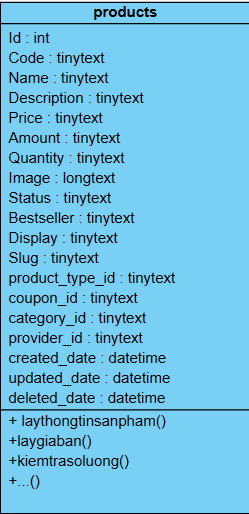 products
Id : int
Code : tinytext
Name : tinytext
Description : tinytext
Price : tinytext
Amount : tinytext
Quantity : tinytext
Image : longtext
Status : tinytext
Bestseller : tinytext
Display : tinytext
Slug : tinytext
product_type_id : tinytext
coupon_id : tinytext
category_id : tinytext
provider_id : tinytext
created_date : datetime
updated_date : datetime
deleted_date : datetime
+ laythongtinsanpham()
+laygiaban()
+kiemtrasoluong()
+...()